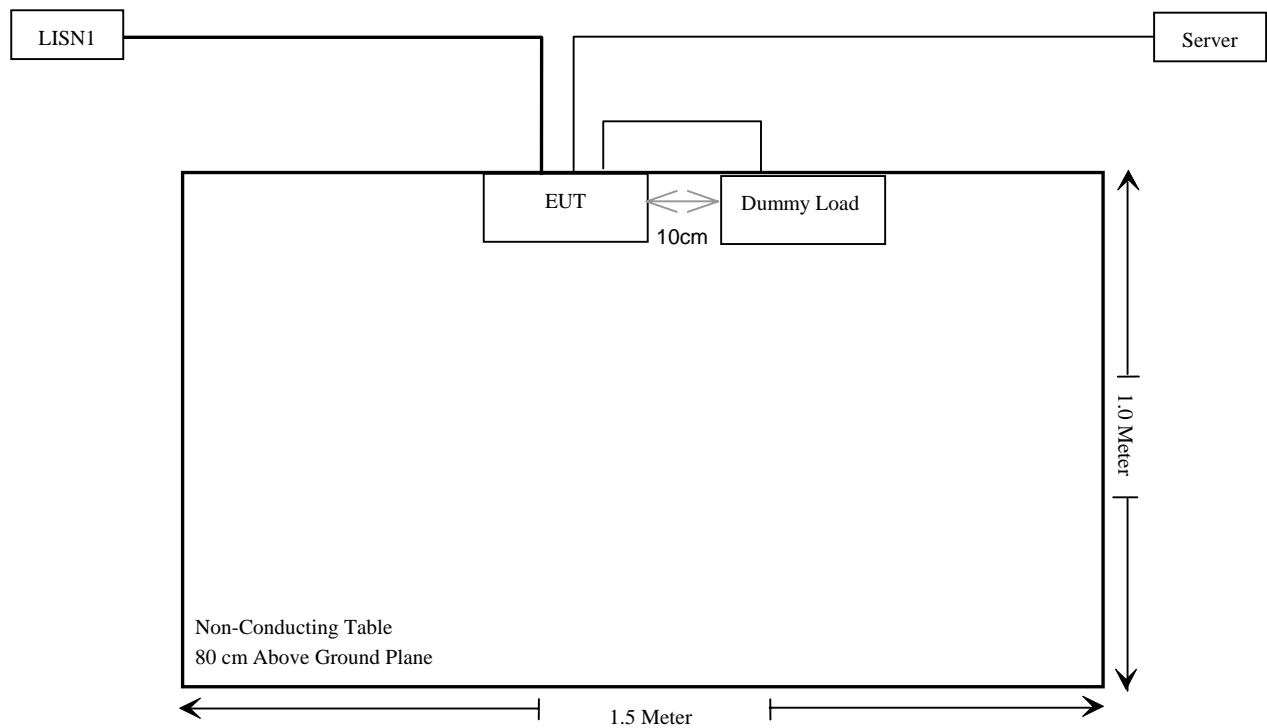 LISN1
Server
EUT
Dummy Load
10cm
1.0 Meter
Non-Conducting Table
80 cm Above Ground Plane
1.5 Meter